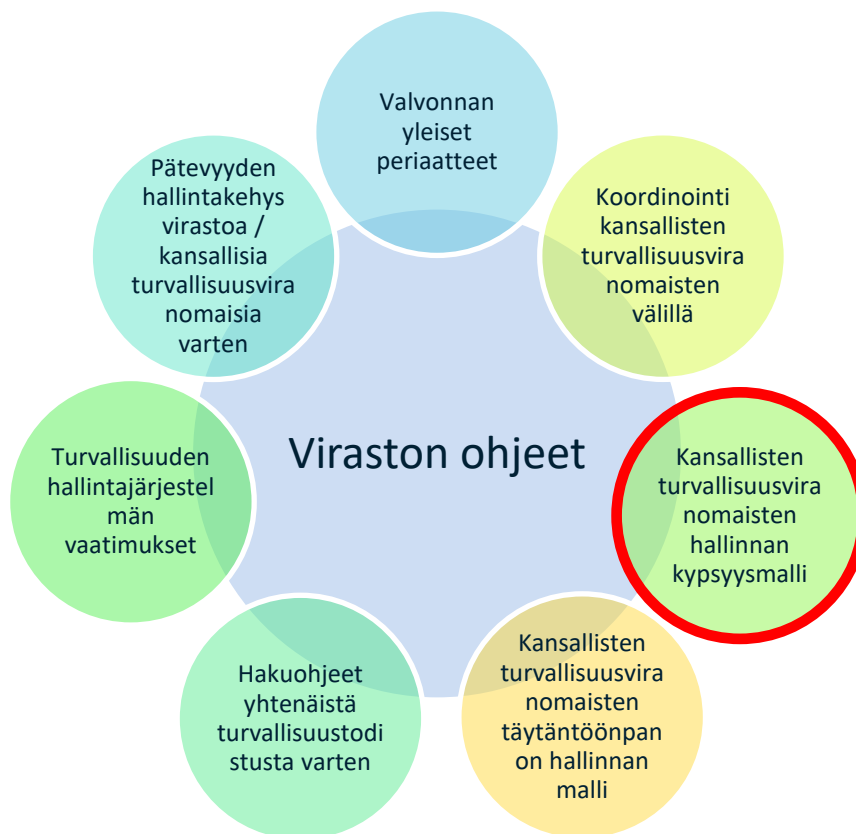 Valvonnan
yleiset
periaatteet
Pätevyyden
hallintakehys
virastoa /
kansallisia
turvallisuusvira
nomaisia
varten
Koordinointi
kansallisten
turvallisuusvira
nomaisten
välillä
Viraston ohjeet
Turvallisuuden
hallintajärjestel
män
vaatimukset
Kansallisten
turvallisuusvira
nomaisten
hallinnan
kypsyysmalli
Hakuohjeet
yhtenäistä
turvallisuustodi
stusta varten
Kansallisten
turvallisuusvira
nomaisten
täytäntöönpan
on hallinnan
malli